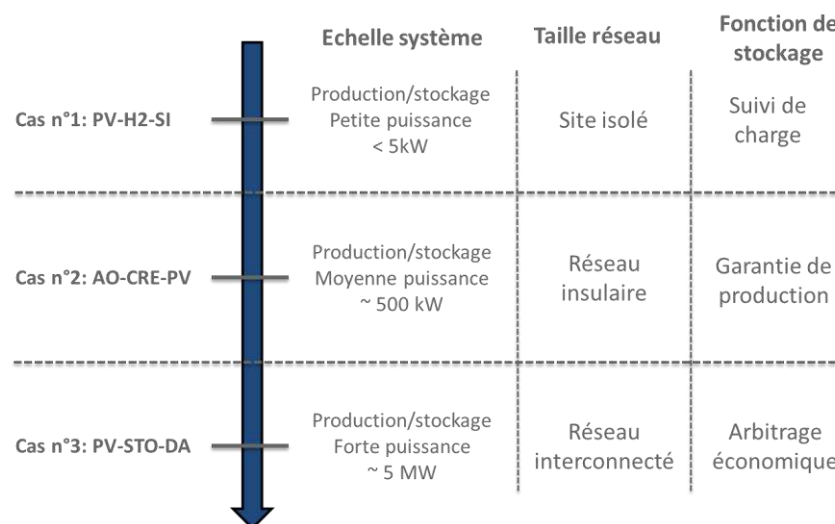 Echelle système
Taille réseau
Fonction de
stockage
Cas n°1: PV-H2-SI
Production/stockage
Petite puissance
< 5kW
Site isolé
Suivi de
charge
Cas n°2: AO-CRE-PV
Production/stockage
Moyenne puissance
~ 500 kW
Réseau
insulaire
Garantie de
production
Cas n°3: PV-STO-DA
Production/stockage
Forte puissance
~ 5 MW
Réseau
interconnecté
Arbitrage
économique